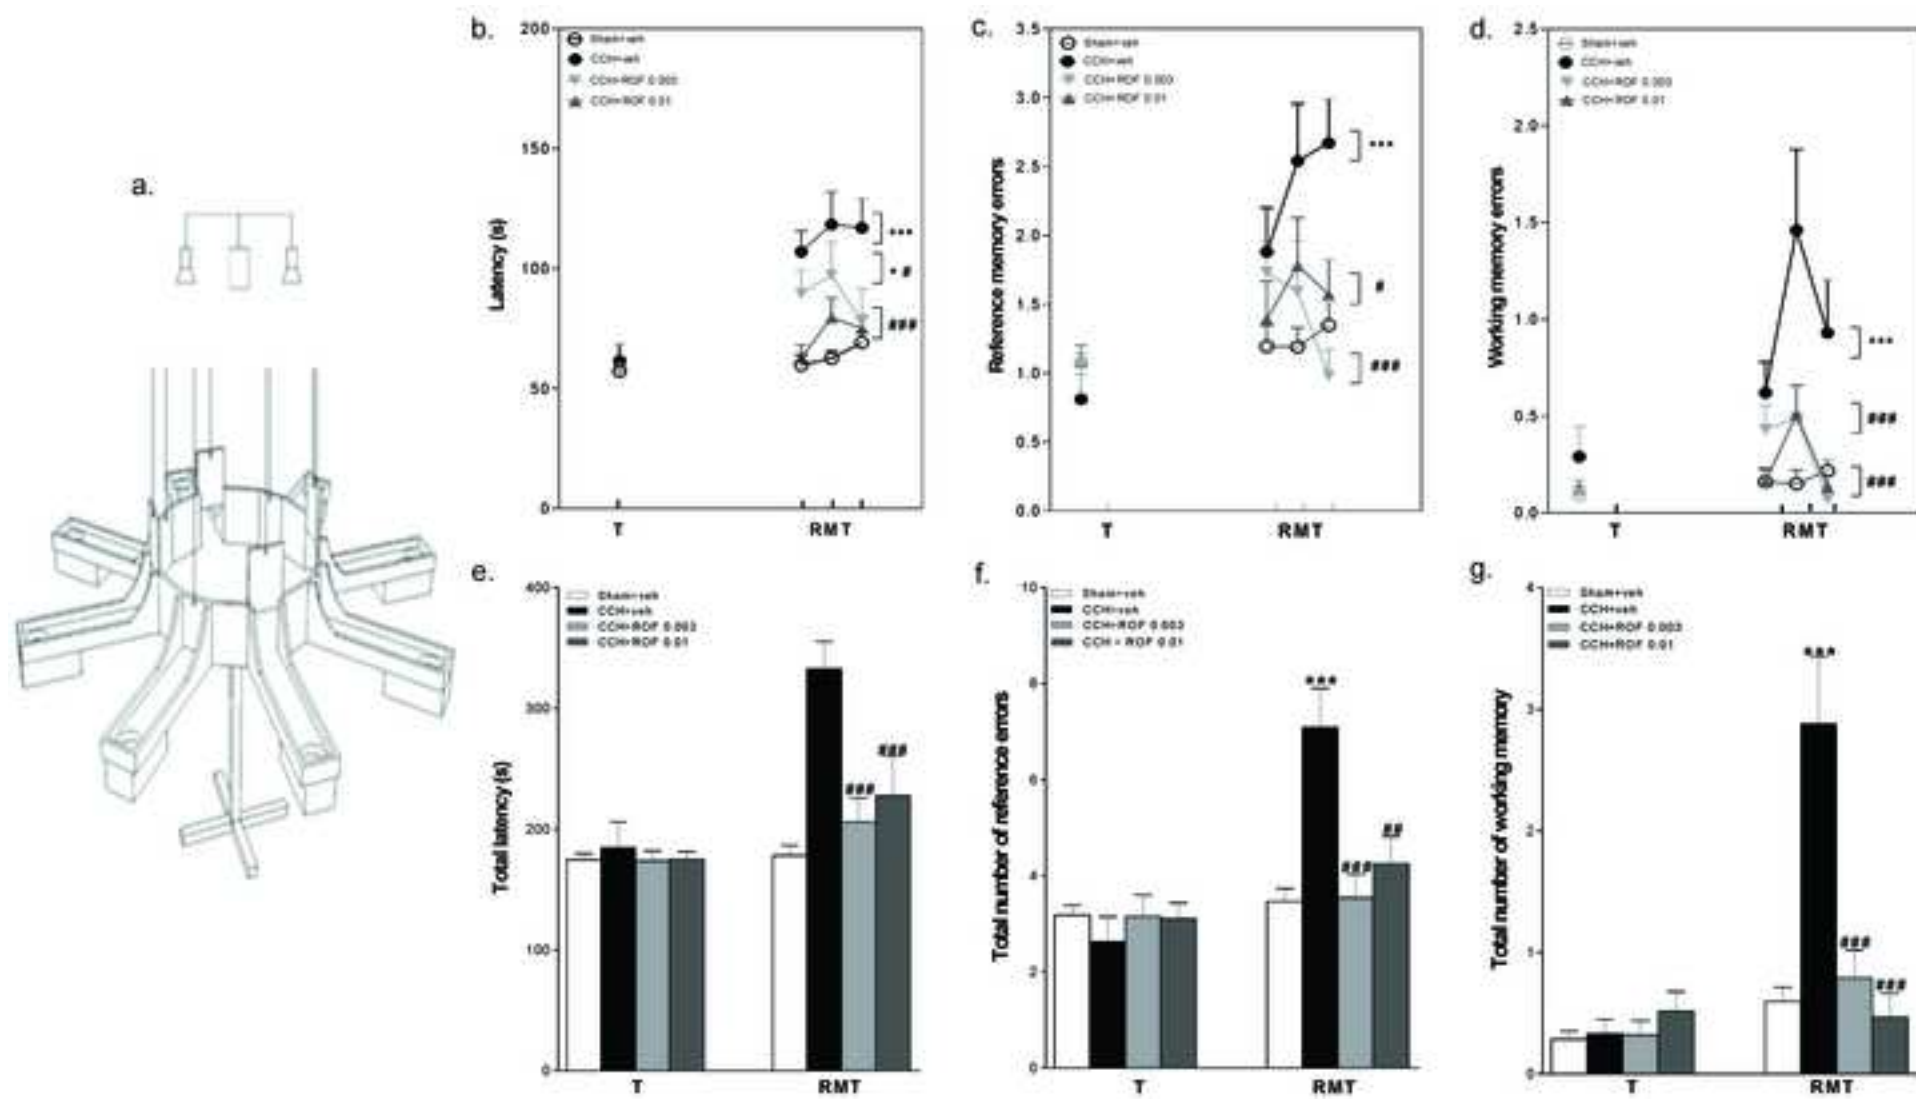 a.
b.
Latency (s)
200
150
100
50
0
Sham+veh
CCH+veh
CCH+ROF 0.003
CCH+ROF 0.01
***
* #
###
T
RMT
c.
Reference memory errors
3.5
3.0
2.5
2.0
1.5
1.0
0.5
0.0
Sham+veh
CCH+veh
CCH+ROF 0.003
CCH+ROF 0.01
***
#
###
T
RMT
d.
Working memory errors
2.5
2.0
1.5
1.0
0.5
0.0
Sham+veh
CCH+veh
CCH+ROF 0.003
CCH+ROF 0.01
***
###
###
T
RMT
e.
Total latency (s)
400
300
200
100
0
Sham+veh
CCH+veh
CCH+ROF 0.003
CCH+ROF 0.01
###
###
T
RMT
f.
Total number of reference errors
10
8
6
4
2
0
Sham+veh
CCH+veh
CCH+ROF 0.003
CCH + ROF 0.01
***
###
##
T
RMT
g.
Total number of working memory
4
3
2
1
0
Sham+veh
CCH+veh
CCH+ROF 0.003
CCH+ROF 0.01
***
###
###
T
RMT